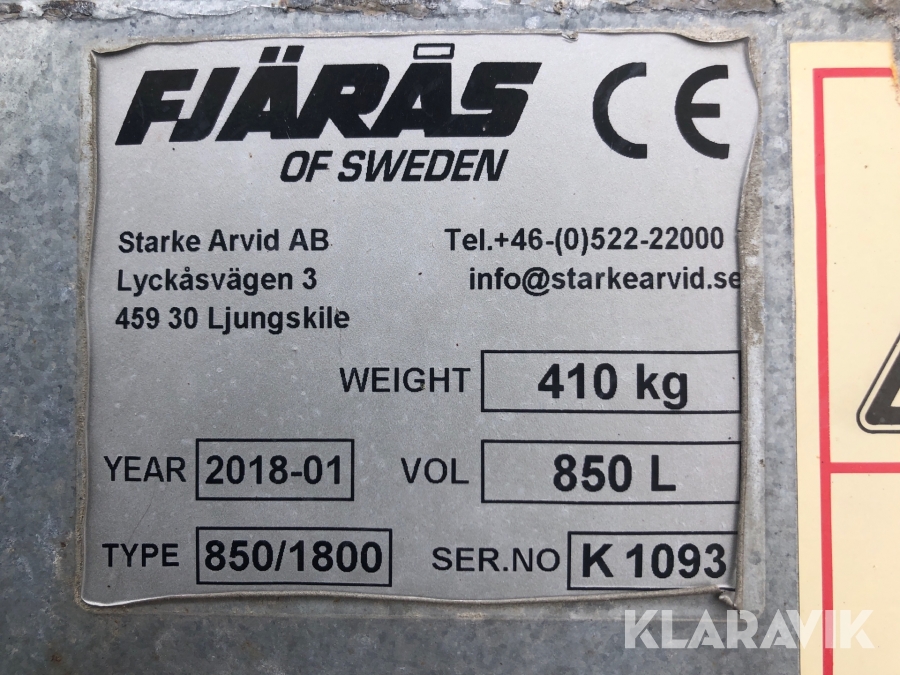 FJÄRÅS CE
OF SWEDEN
Starke Arvid AB Tel.+46-(0)522-22000
Lyckåsvägen 3 info@starkearvid.se
459 30 Ljungskile
WEIGHT 410 kg
YEAR 2018-01 VOL 850 L
TYPE 850/1800 SER.NO K 1093
KLARAVIK